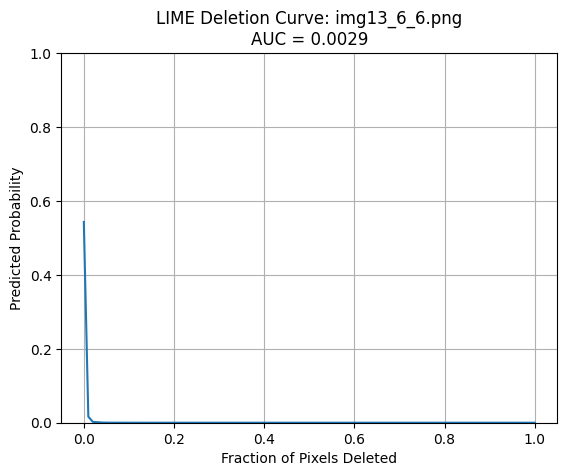 LIME Deletion Curve: img13_6_6.png
AUC = 0.0029
1.0
0.8
0.6
0.4
0.2
0.0
Predicted Probability
0.0 0.2 0.4 0.6 0.8 1.0
Fraction of Pixels Deleted